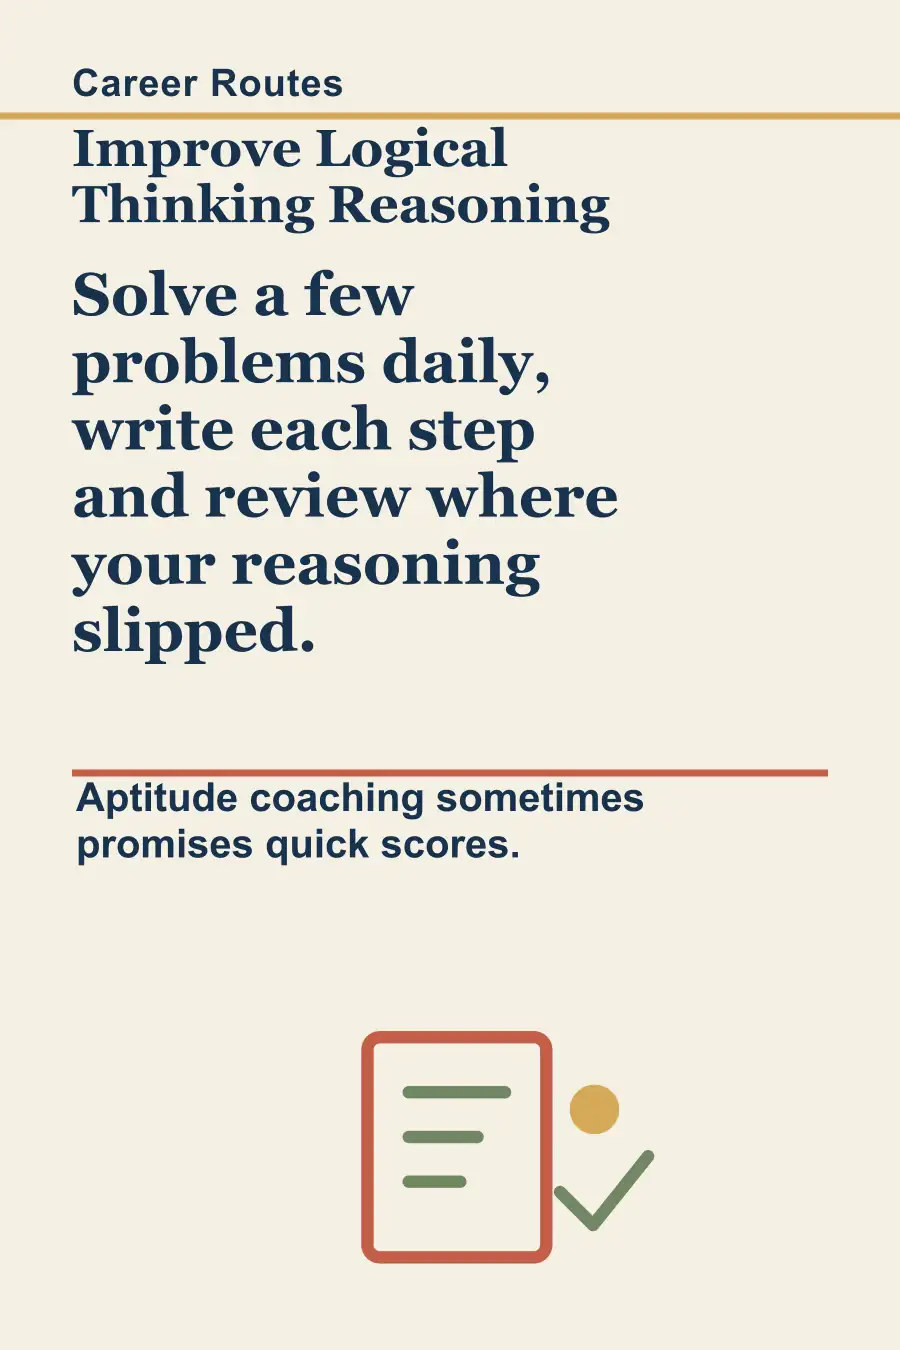 Career Routes
Improve Logical
Thinking Reasoning
Solve a few
problems daily,
write each step
and review where
your reasoning
slipped.
Aptitude coaching sometimes
promises quick scores.